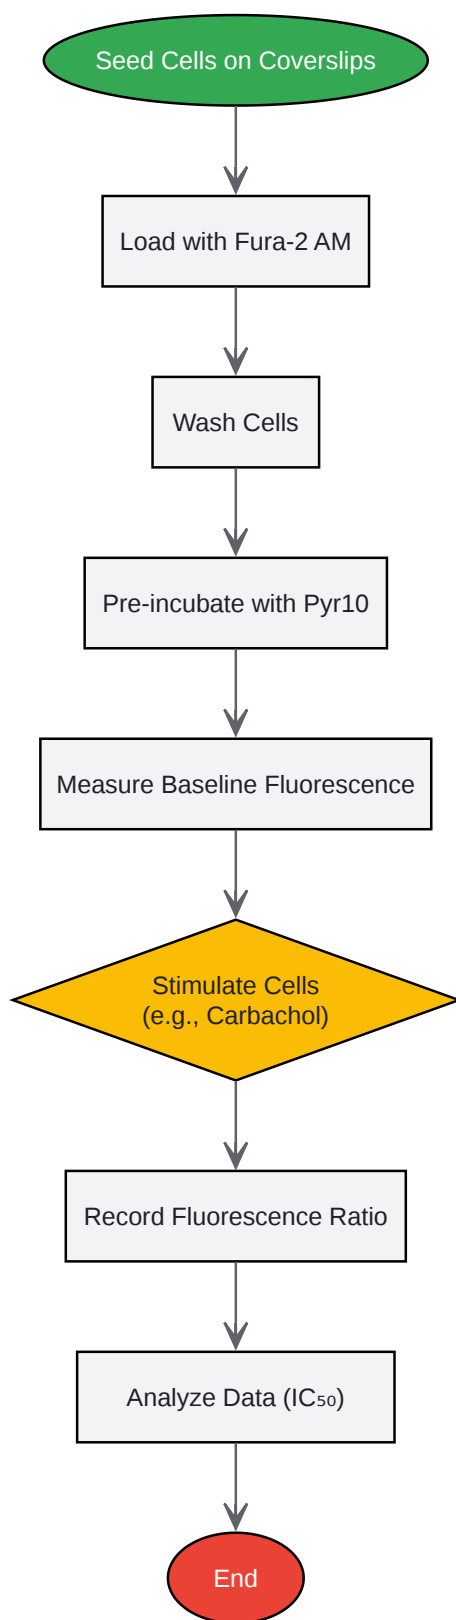 Seed Cells on Coverslips
Load with Fura-2 AM
Wash Cells
Pre-incubate with Pyr10
Measure Baseline Fluorescence
Stimulate Cells
(e.g., Carbachol)
Record Fluorescence Ratio
Analyze Data (IC₅₀)
End